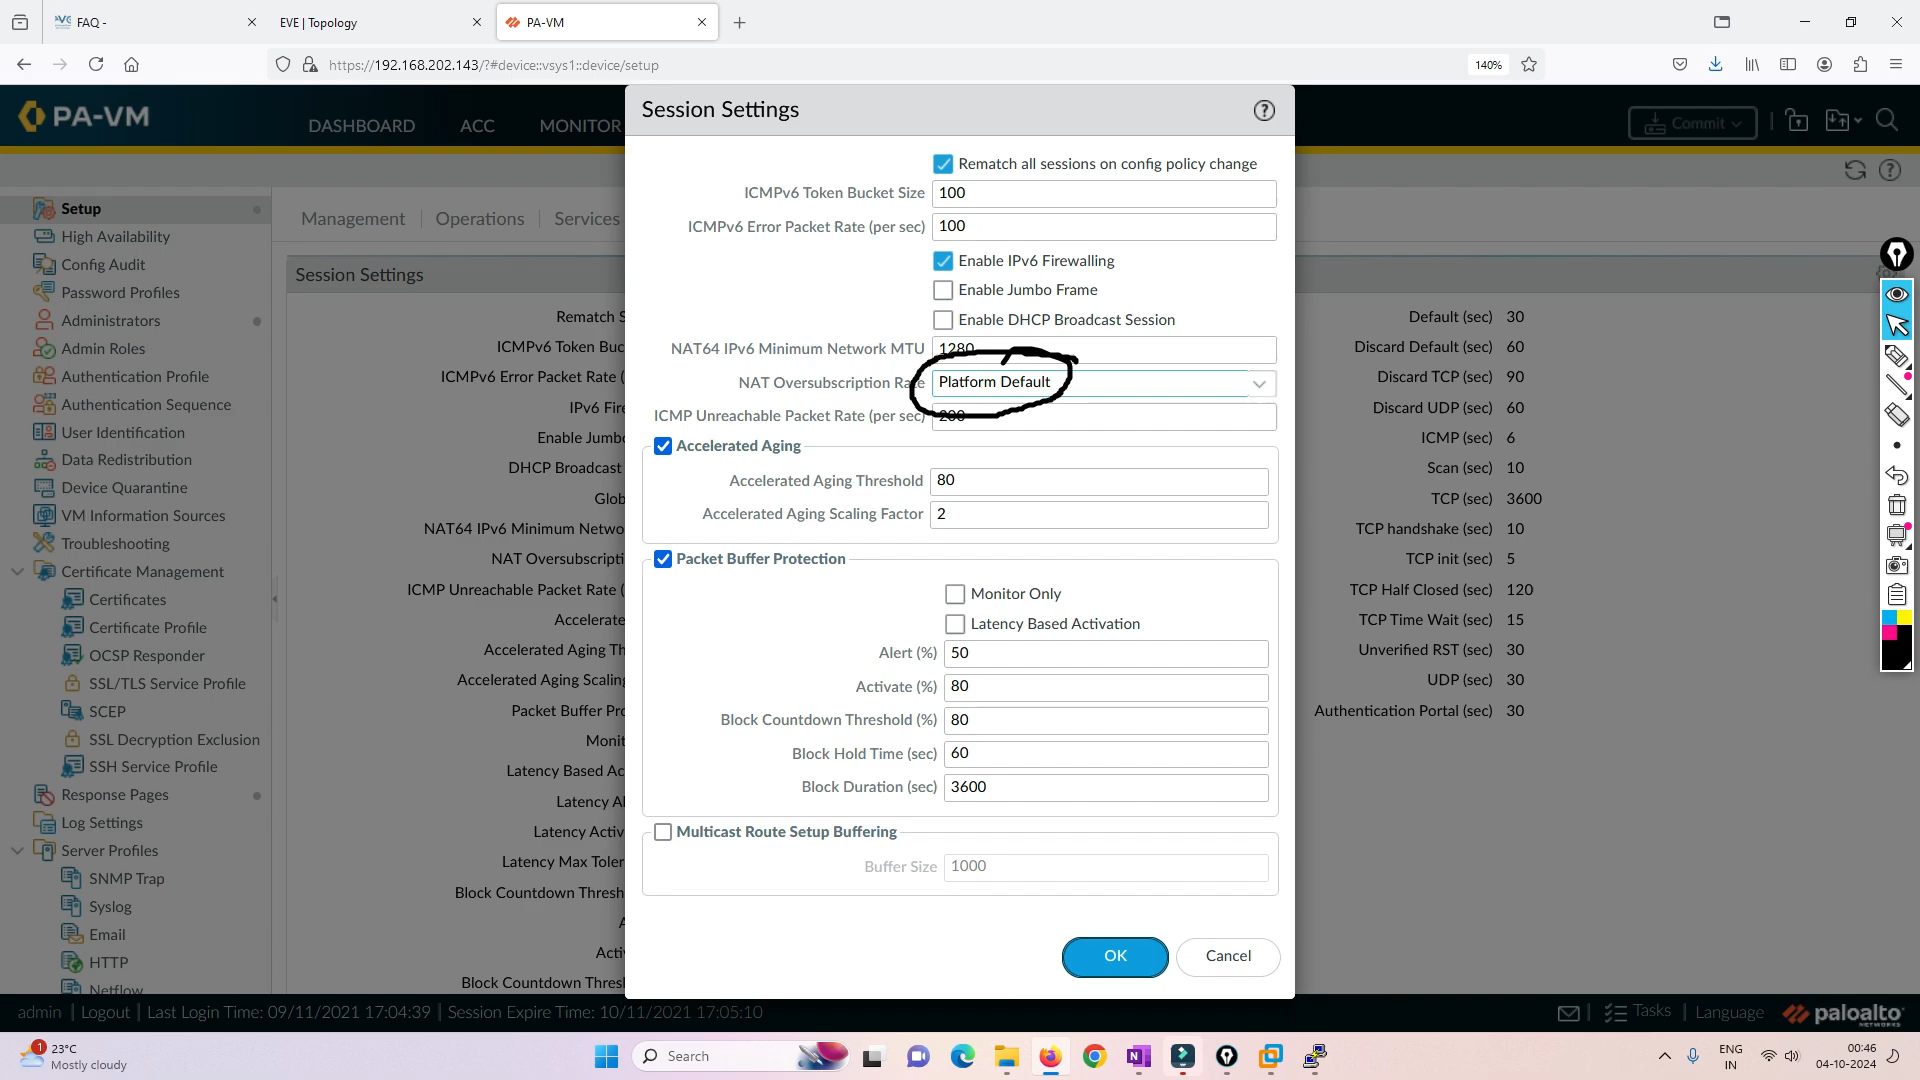 FAQ -
EVE | Topology
PA-VM
https://192.168.202.143/?#device::vsys1::device/setup
140%
PA-VM
DASHBOARD
ACC
MONITOR
Commit
Session Settings
Setup
High Availability
Config Audit
Password Profiles
Administrators
Admin Roles
Authentication Profile
Authentication Sequence
User Identification
Data Redistribution
Device Quarantine
VM Information Sources
Troubleshooting
Certificate Management
Certificates
Certificate Profile
OCSP Responder
SSL/TLS Service Profile
SCEP
SSL Decryption Exclusion
SSH Service Profile
Response Pages
Log Settings
Server Profiles
SNMP Trap
Syslog
Email
HTTP
Netflow
Management
Operations
Services
Session Settings
Rematch S
ICMPv6 Token Buc
ICMPv6 Error Packet Rate (
IPv6 Fire
Enable Jumbo
DHCP Broadcast
Glob
NAT64 IPv6 Minimum Netwo
NAT Oversubscripti
ICMP Unreachable Packet Rate (
Accelerate
Accelerated Aging Th
Accelerated Aging Scaling
Packet Buffer Pro
Monit
Latency Based Ac
Latency Al
Latency Activ
Latency Max Toler
Block Countdown Thresh
A
Activ
Block Countdown Thresh
Rematch all sessions on config policy change
ICMPv6 Token Bucket Size 100
ICMPv6 Error Packet Rate (per sec) 100
Enable IPv6 Firewalling
Enable Jumbo Frame
Enable DHCP Broadcast Session
NAT64 IPv6 Minimum Network MTU 1280
NAT Oversubscription Rate Platform Default
ICMP Unreachable Packet Rate (per sec) 200
Accelerated Aging
Accelerated Aging Threshold 80
Accelerated Aging Scaling Factor 2
Packet Buffer Protection
Monitor Only
Latency Based Activation
Alert (%) 50
Activate (%) 80
Block Countdown Threshold (%) 80
Block Hold Time (sec) 60
Block Duration (sec) 3600
Multicast Route Setup Buffering
Buffer Size 1000
OK
Cancel
Default (sec) 30
Discard Default (sec) 60
Discard TCP (sec) 90
Discard UDP (sec) 60
ICMP (sec) 6
Scan (sec) 10
TCP (sec) 3600
TCP handshake (sec) 10
TCP init (sec) 5
TCP Half Closed (sec) 120
TCP Time Wait (sec) 15
Unverified RST (sec) 30
UDP (sec) 30
Authentication Portal (sec) 30
admin | Logout | Last Login Time: 09/11/2021 17:04:39 | Session Expire Time: 10/11/2021 17:05:10
Tasks | Language
paloalto
NETWORKS
1
23°C
Mostly cloudy
Search
ENG
IN
00:46
04-10-2024